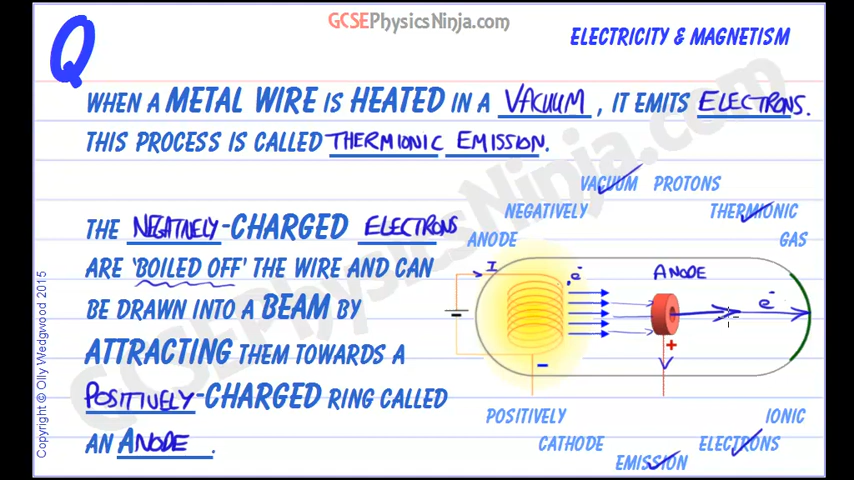 GCSEPhysicsNinja.com
Q
ELECTRICITY & MAGNETISM
WHEN A METAL WIRE IS HEATED IN A VACUUM, IT EMITS ELECTRONS.
THIS PROCESS IS CALLED THERMIONIC EMISSION.
VACUUM PROTONS
NEGATIVELY THERMIONIC
ANODE GAS
THE NEGATIVELY-CHARGED ELECTRONS
ARE ‘BOILED OFF’ THE WIRE AND CAN
BE DRAWN INTO A BEAM BY
ATTRACTING THEM TOWARDS A
POSITIVELY-CHARGED RING CALLED
AN ANODE.
I e- ANODE
e-
-
+
- V
POSITIVELY IONIC
CATHODE ELECTRONS
EMISSION
Copyright © Olly Wedgwood 2015
GCSEPhysicsNinja.com